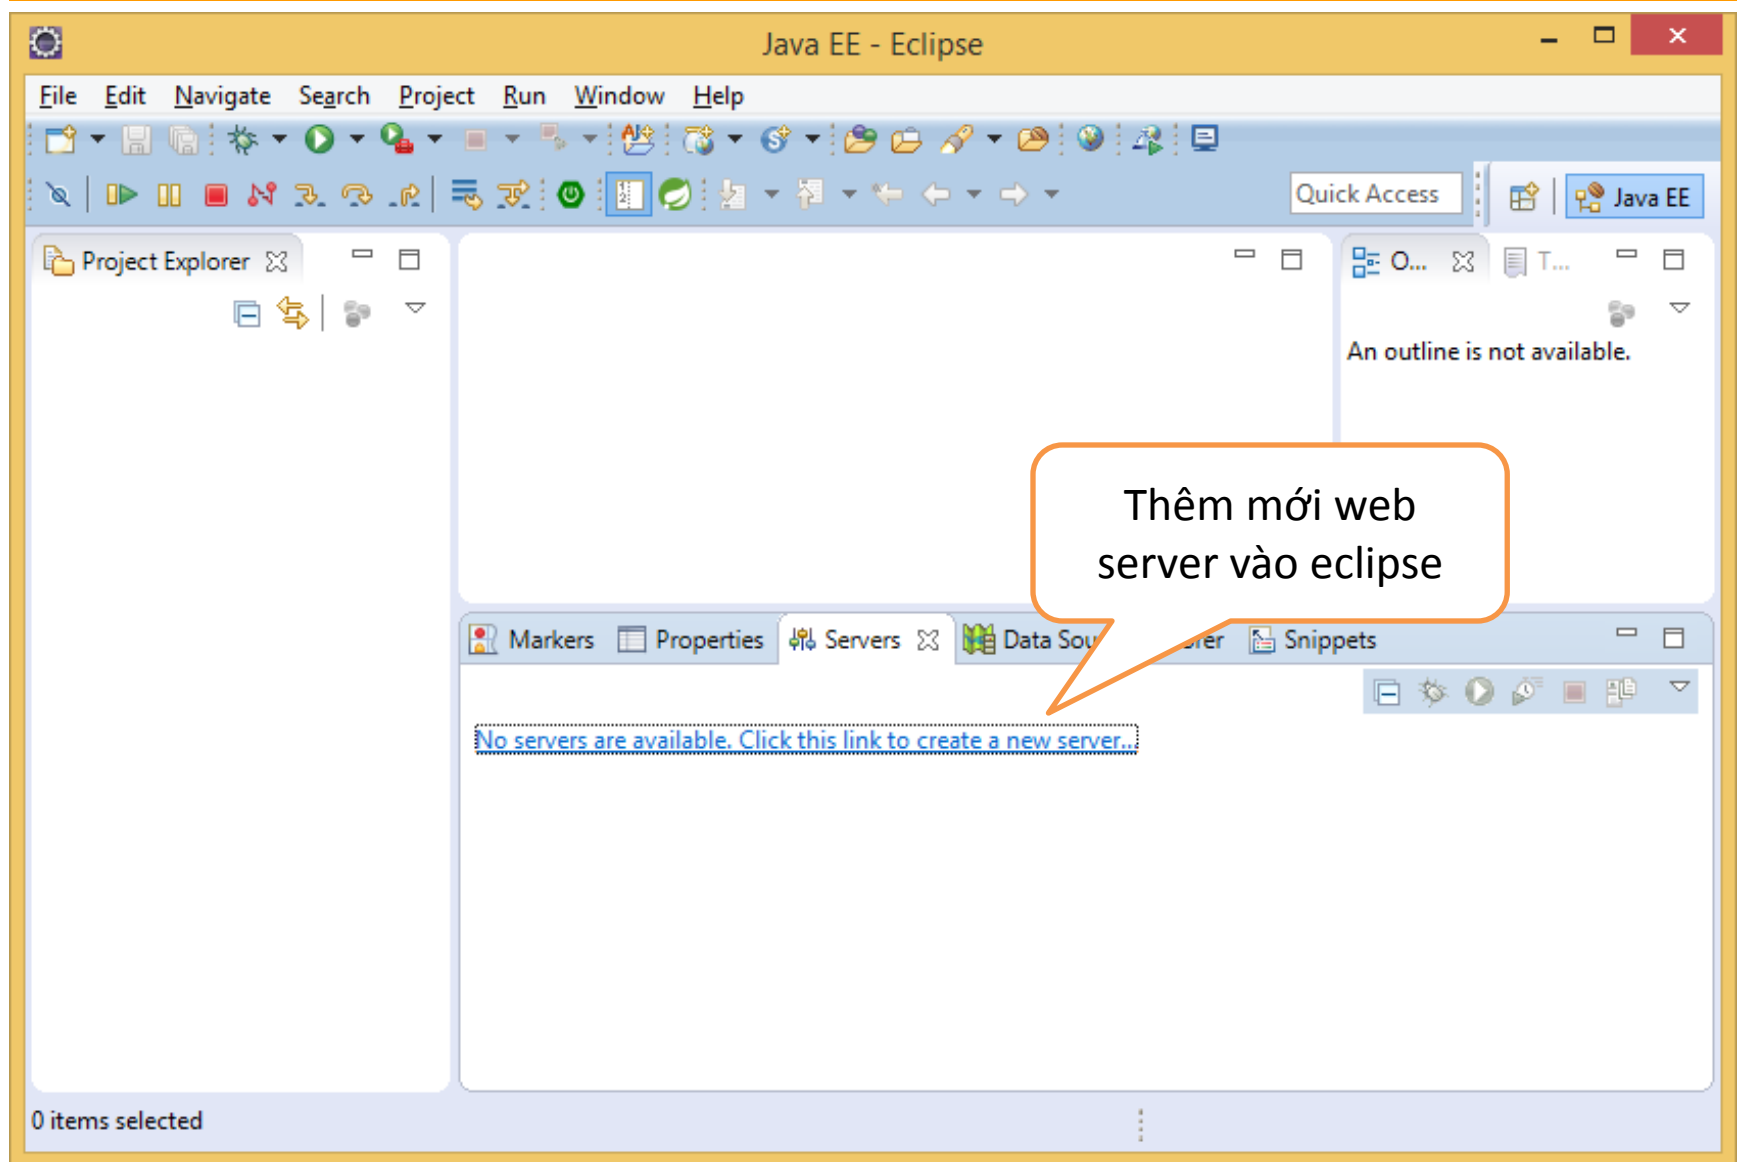 Java EE - Eclipse
File Edit Navigate Search Project Run Window Help
Quick Access
Java EE
Project Explorer
O...
T...
An outline is not available.
Thêm mới web
server vào eclipse
Markers Properties Servers Data Sou Snippets
No servers are available. Click this link to create a new server...
0 items selected